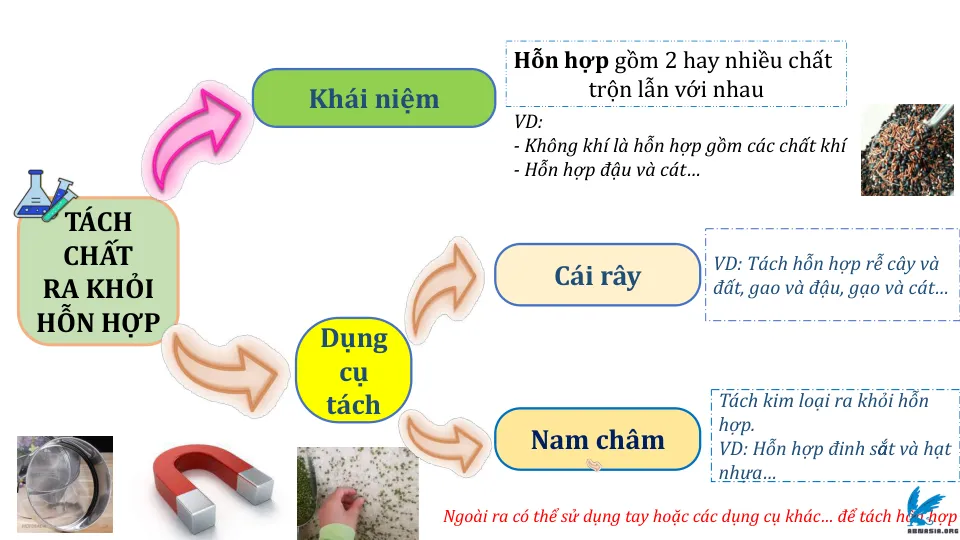 Khái niệm
Hỗn hợp gồm 2 hay nhiều chất
trộn lẫn với nhau
VD:
- Không khí là hỗn hợp gồm các chất khí
- Hỗn hợp đậu và cát...
TÁCH
CHẤT
RA KHỎI
HỖN HỢP
Cái rây
VD: Tách hỗn hợp rễ cây và
đất, gao và đậu, gạo và cát...
Dụng
cụ
tách
Nam châm
Tách kim loại ra khỏi hỗn
hợp.
VD: Hỗn hợp đinh sắt và hạt
nhựa...
Ngoài ra có thể sử dụng tay hoặc các dụng cụ khác... để tách hỗn hợp
ADMASIA.ORG